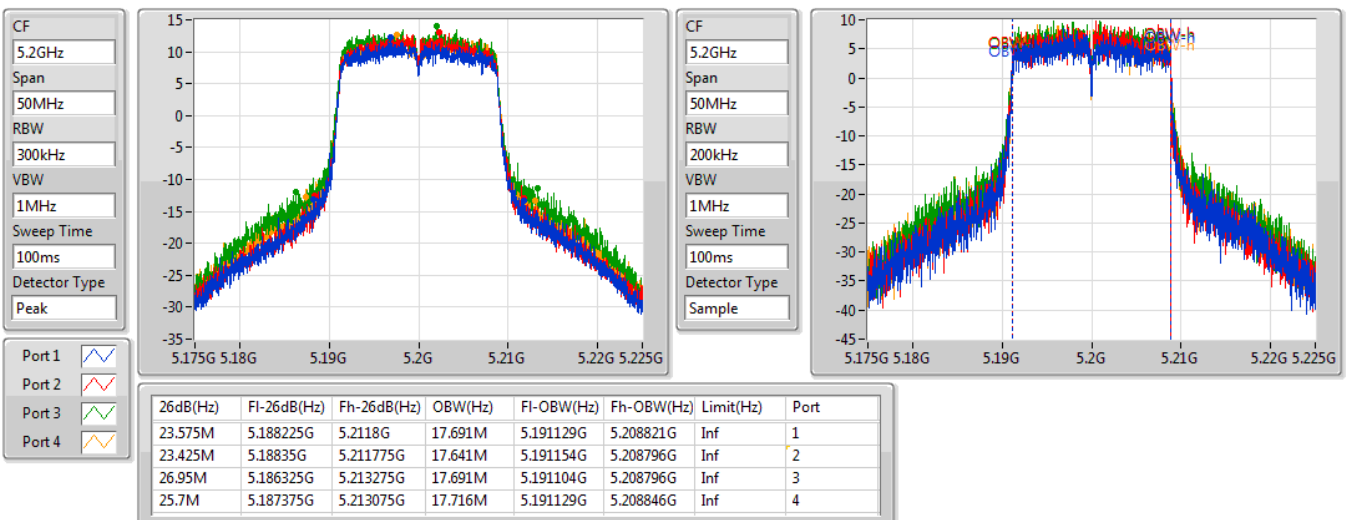 CF
5.2GHz
Span
50MHz
RBW
300kHz
VBW
1MHz
Sweep Time
100ms
Detector Type
Peak
15
10
5
0
-5
-10
-15
-20
-25
-30
-35
5.175G 5.18G 5.19G 5.2G 5.21G 5.22G 5.225G
CF
5.2GHz
Span
50MHz
RBW
200kHz
VBW
1MHz
Sweep Time
100ms
Detector Type
Sample
10
5
0
-5
-10
-15
-20
-25
-30
-35
-40
-45
OBW-h
OBW-h
5.175G 5.18G 5.19G 5.2G 5.21G 5.22G 5.225G
Port 1
Port 2
Port 3
Port 4
26dB(Hz) Fl-26dB(Hz) Fh-26dB(Hz) OBW(Hz) Fl-OBW(Hz) Fh-OBW(Hz) Limit(Hz) Port
23.575M 5.188225G 5.2118G 17.691M 5.191129G 5.208821G Inf 1
23.425M 5.18835G 5.211775G 17.641M 5.191154G 5.208796G Inf 2
26.95M 5.186325G 5.213275G 17.691M 5.191104G 5.208796G Inf 3
25.7M 5.187375G 5.213075G 17.716M 5.191129G 5.208846G Inf 4